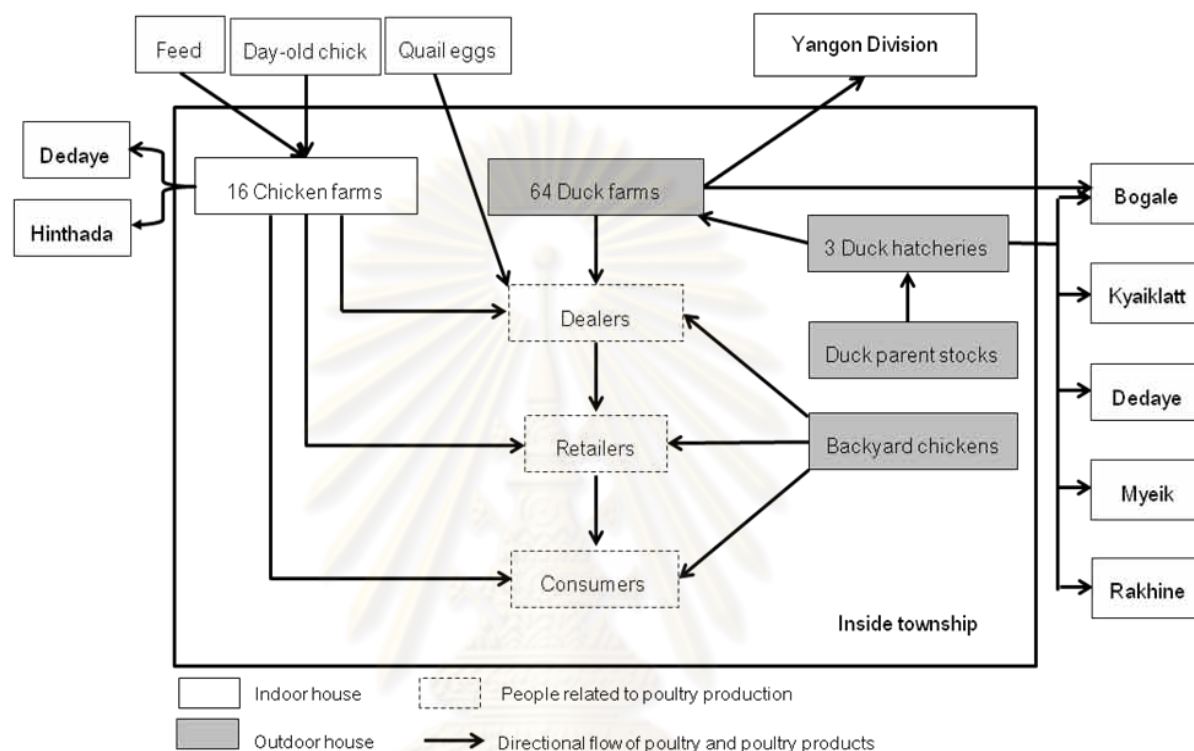 Feed
Day-old chick
Quail eggs
Yangon Division
Dedaye
Hinthada
16 Chicken farms
64 Duck farms
Bogale
3 Duck hatcheries
Kyaiklatt
Dealers
Duck parent stocks
Dedaye
Retailers
Backyard chickens
Myeik
Consumers
Rakhine
Inside township
Indoor house
People related to poultry production
Outdoor house
Directional flow of poultry and poultry products